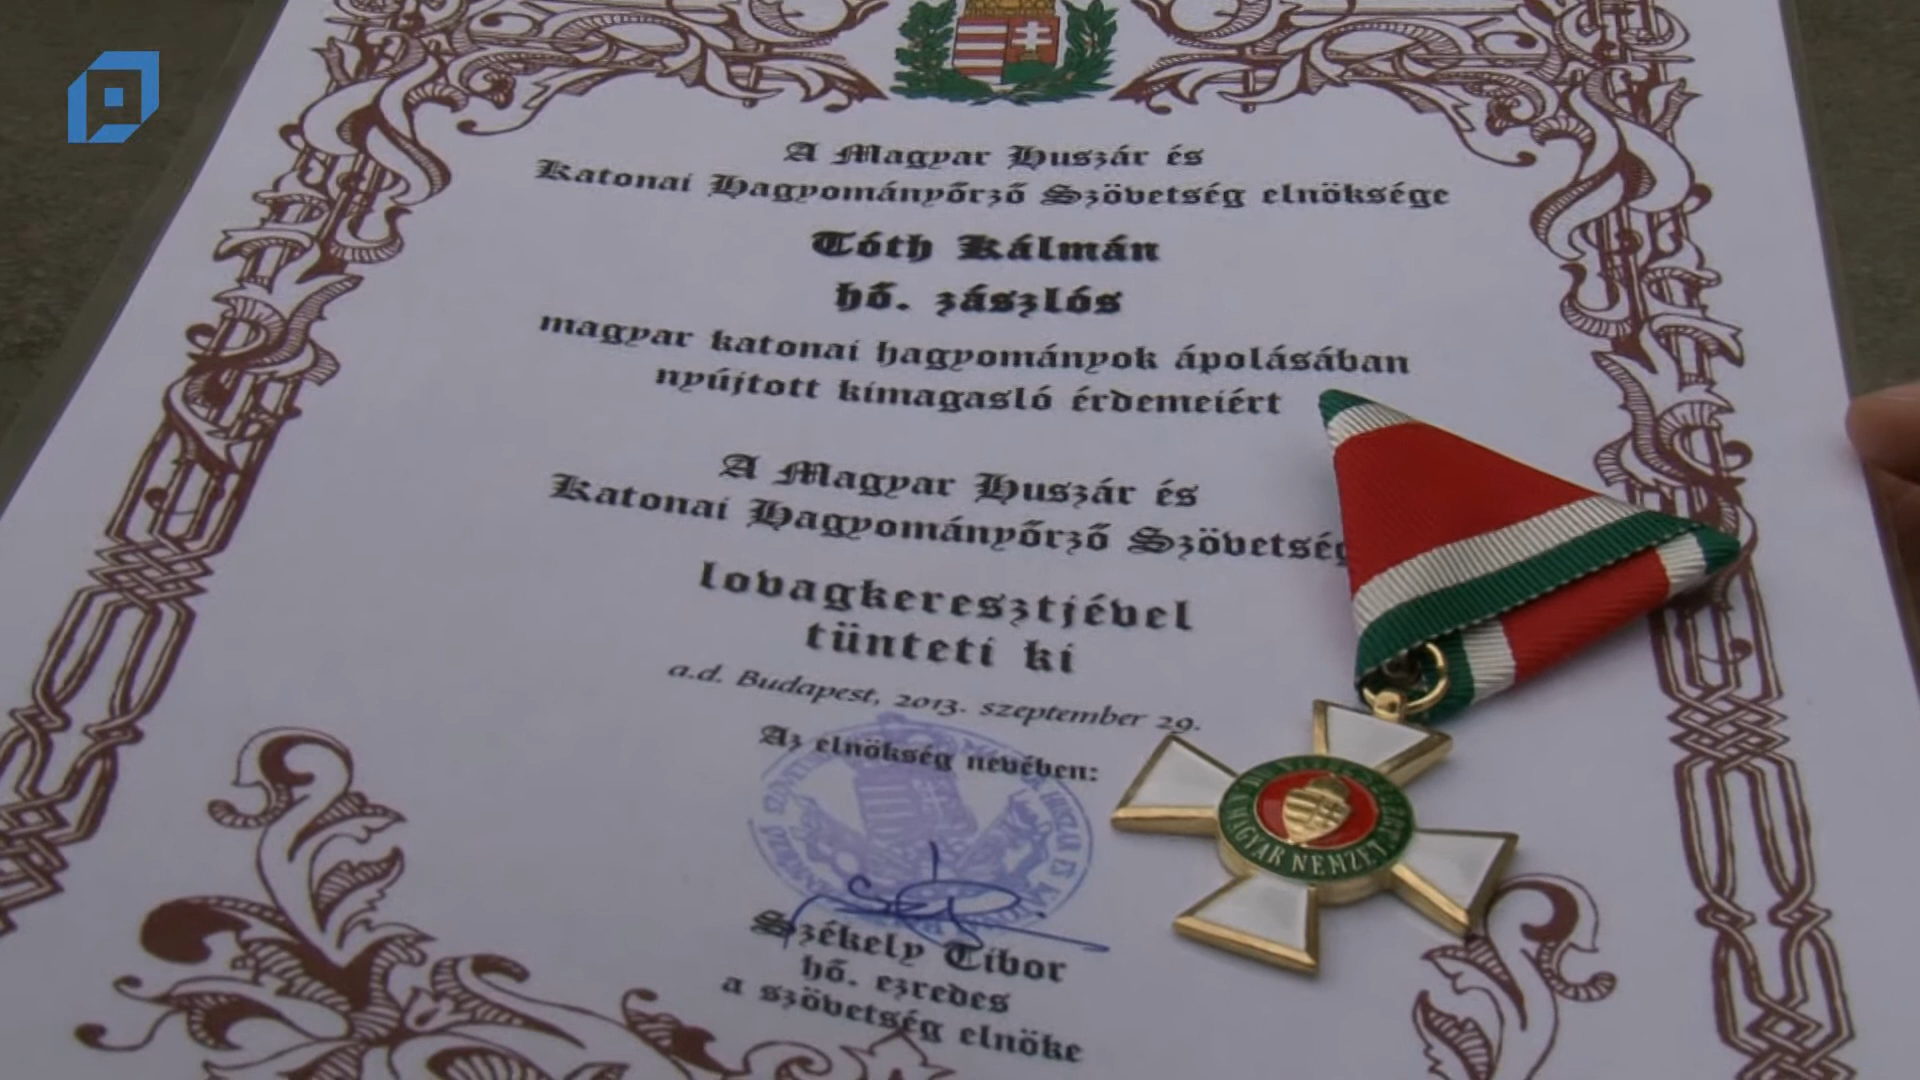 A Magyar Huszár és
Katonai Hagyományőrző Szövetség elnöksége
Tóth Kálmán
hő. zászlós
magyar katonai hagyományok ápolásában
nyújtott kimagasló érdemeiért
A Magyar Huszár és
Katonai Hagyományőrző Szövetség
lovagkeresztjével
tünteti ki
a.d. Budapest, 2013. szeptember 29.
Az elnökség nevében:
Székely Tibor
hő. ezredes
a szövetség elnöke
A MAGYAR NEMZET